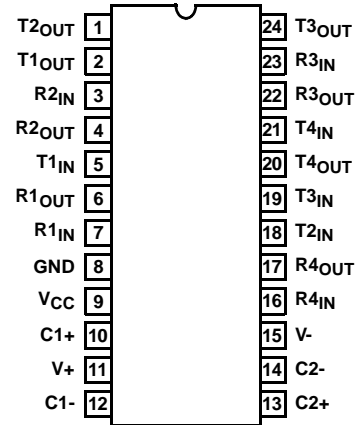 T2OUT 1 24 T3OUT
T1OUT 2 23 R3IN
R2IN 3 22 R3OUT
R2OUT 4 21 T4IN
T1IN 5 20 T4OUT
R1OUT 6 19 T3IN
R1IN 7 18 T2IN
GND 8 17 R4OUT
VCC 9 16 R4IN
C1+ 10 15 V-
V+ 11 14 C2-
C1- 12 13 C2+